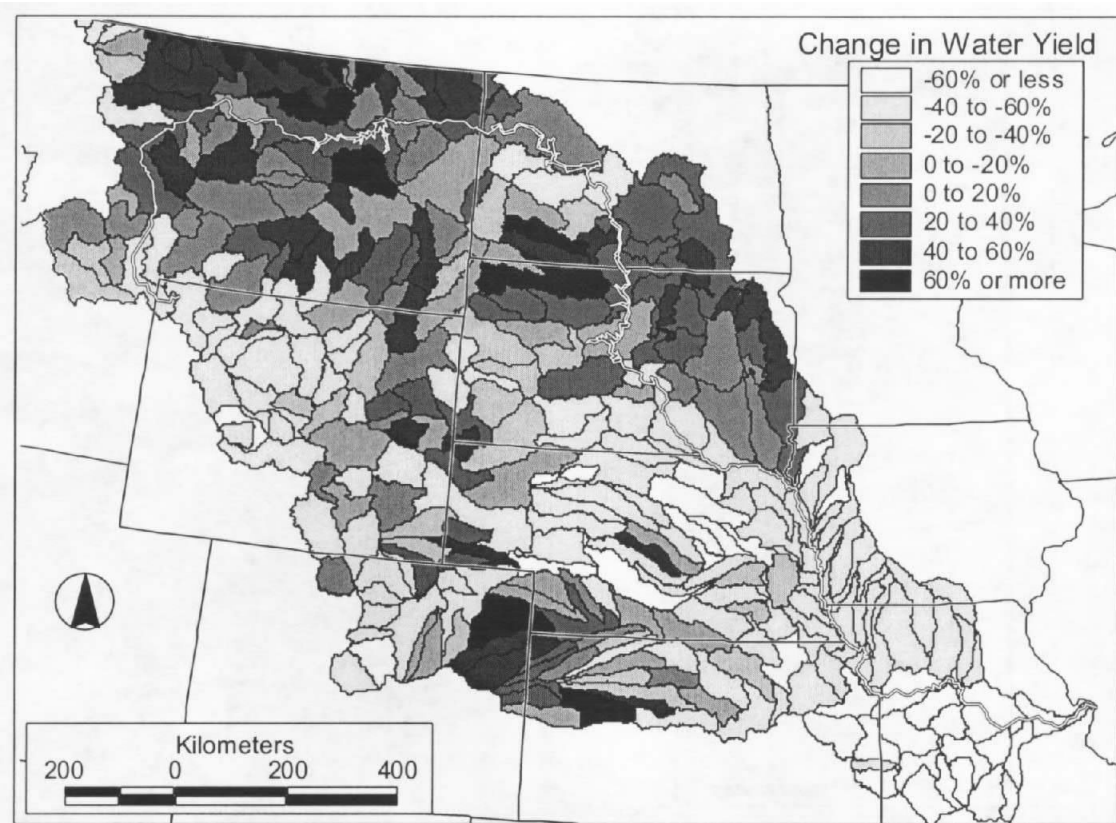 Change in Water Yield
-60% or less
-40 to -60%
-20 to -40%
0 to -20%
0 to 20%
20 to 40%
40 to 60%
60% or more
Kilometers
200 0 200 400